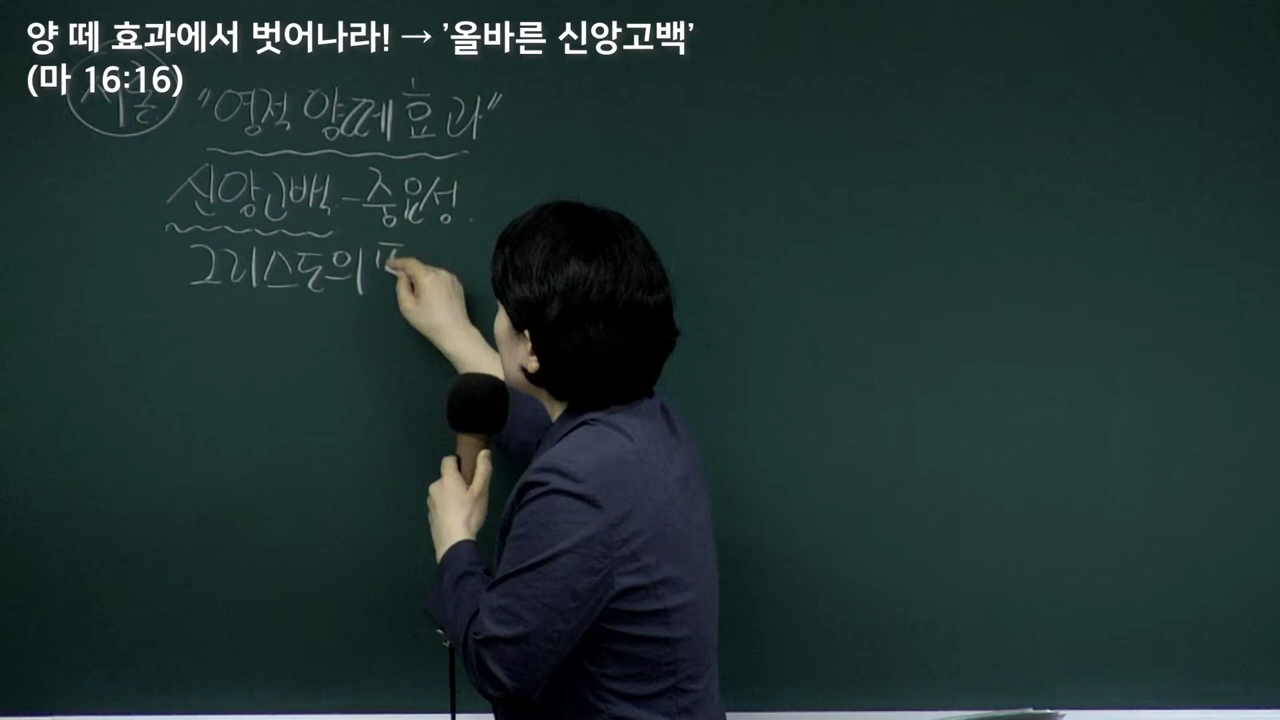 양 떼 효과에서 벗어나라! → '올바른 신앙고백'
(마 16:16)
서론 "영적 양떼 효과"
신앙고백 - 중요성
그리스도의